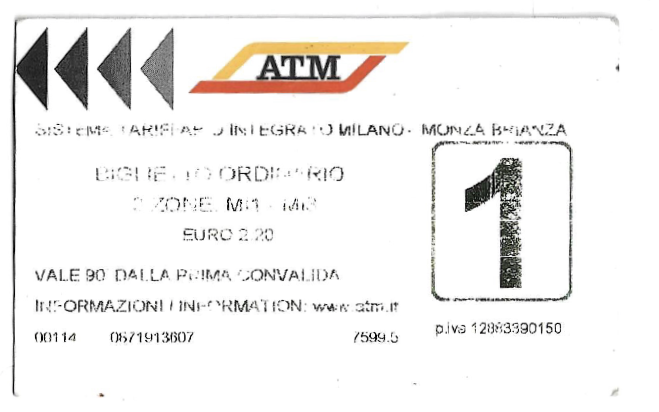 ATM
SISTEMA TARIFFARIO INTEGRATO MILANO - MONZA BRIANZA
BIGLIETTO ORDINARIO
3 ZONE: Mi1 - Mi3
EURO 2.20
1
VALE 90' DALLA PRIMA CONVALIDA
INFORMAZIONI / INFORMATION: www.atm.it
00114 0671913607 7599.5
p.iva 12883390150